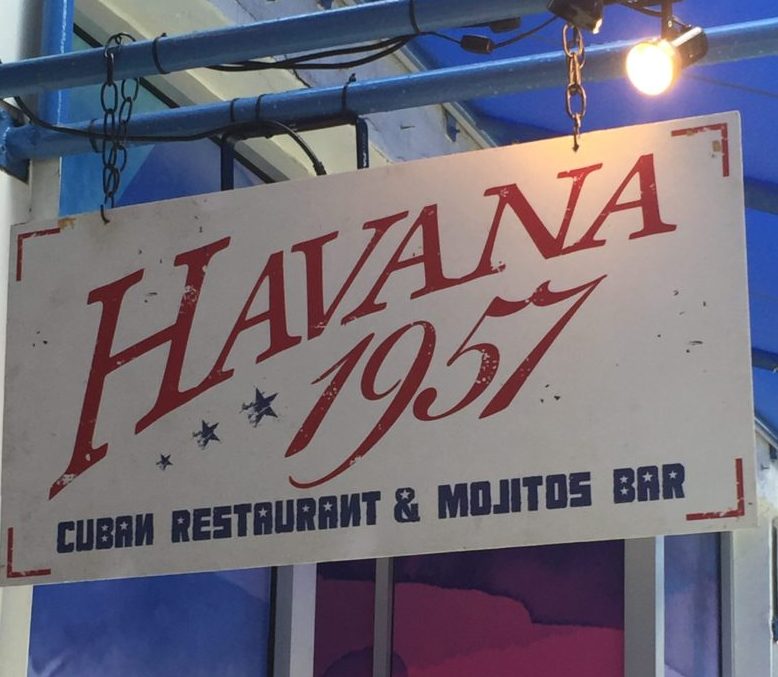 HAVANA
1957
CUBAN RESTAURANT & MOJITOS BAR